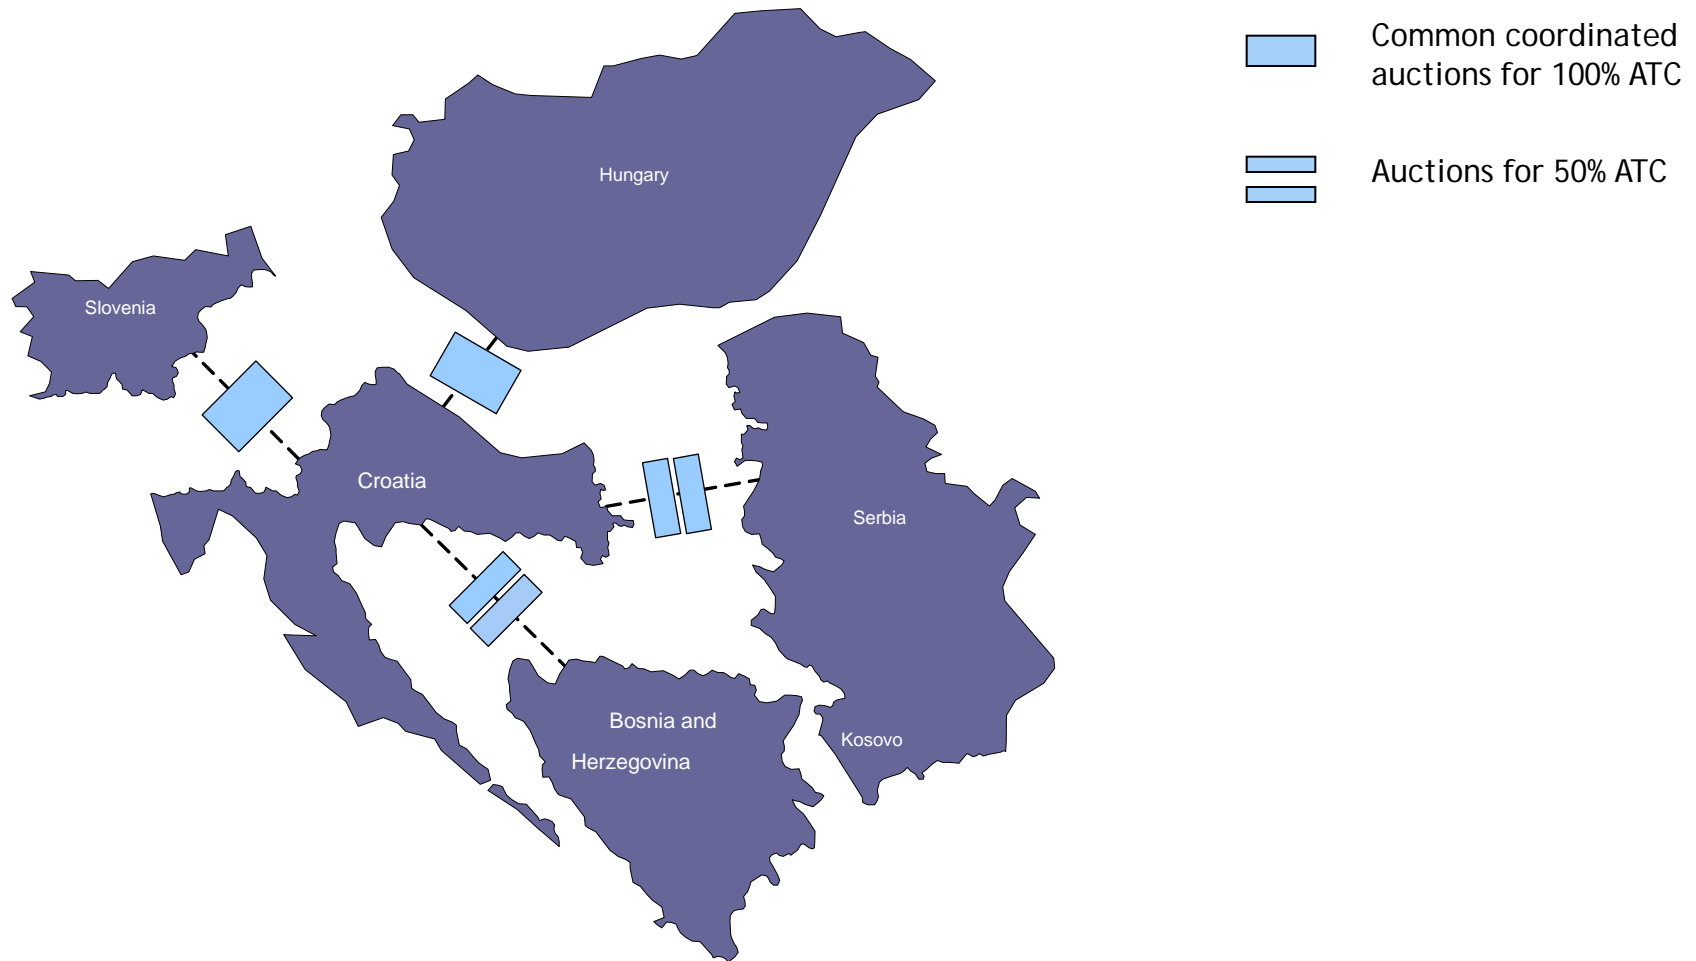 Common coordinated
auctions for 100% ATC
Auctions for 50% ATC
Hungary
Slovenia
Croatia
Serbia
Bosnia and
Herzegovina
Kosovo